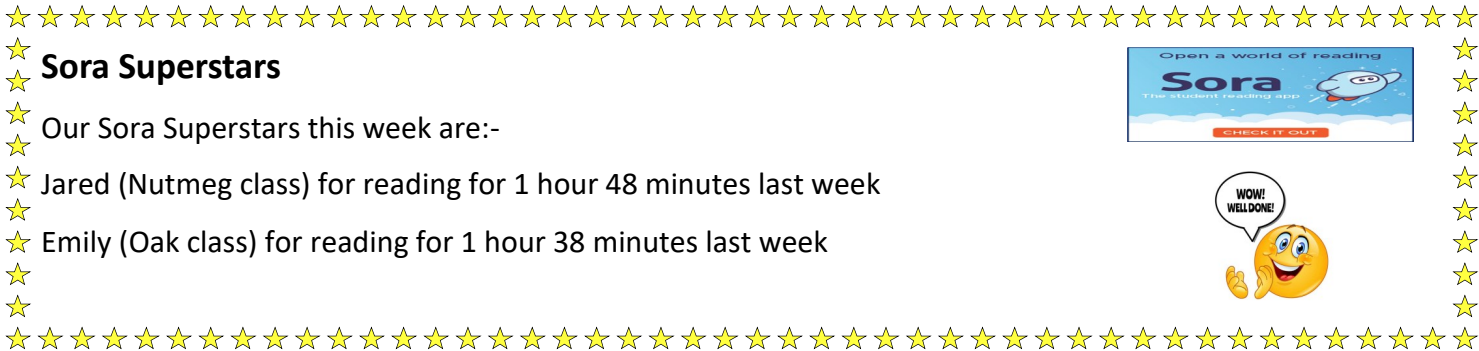 Sora Superstars
Our Sora Superstars this week are:-
Jared (Nutmeg class) for reading for 1 hour 48 minutes last week
Emily (Oak class) for reading for 1 hour 38 minutes last week
Open a world of reading
Sora
The student reading app
CHECK IT OUT
WOW!
WELL DONE!